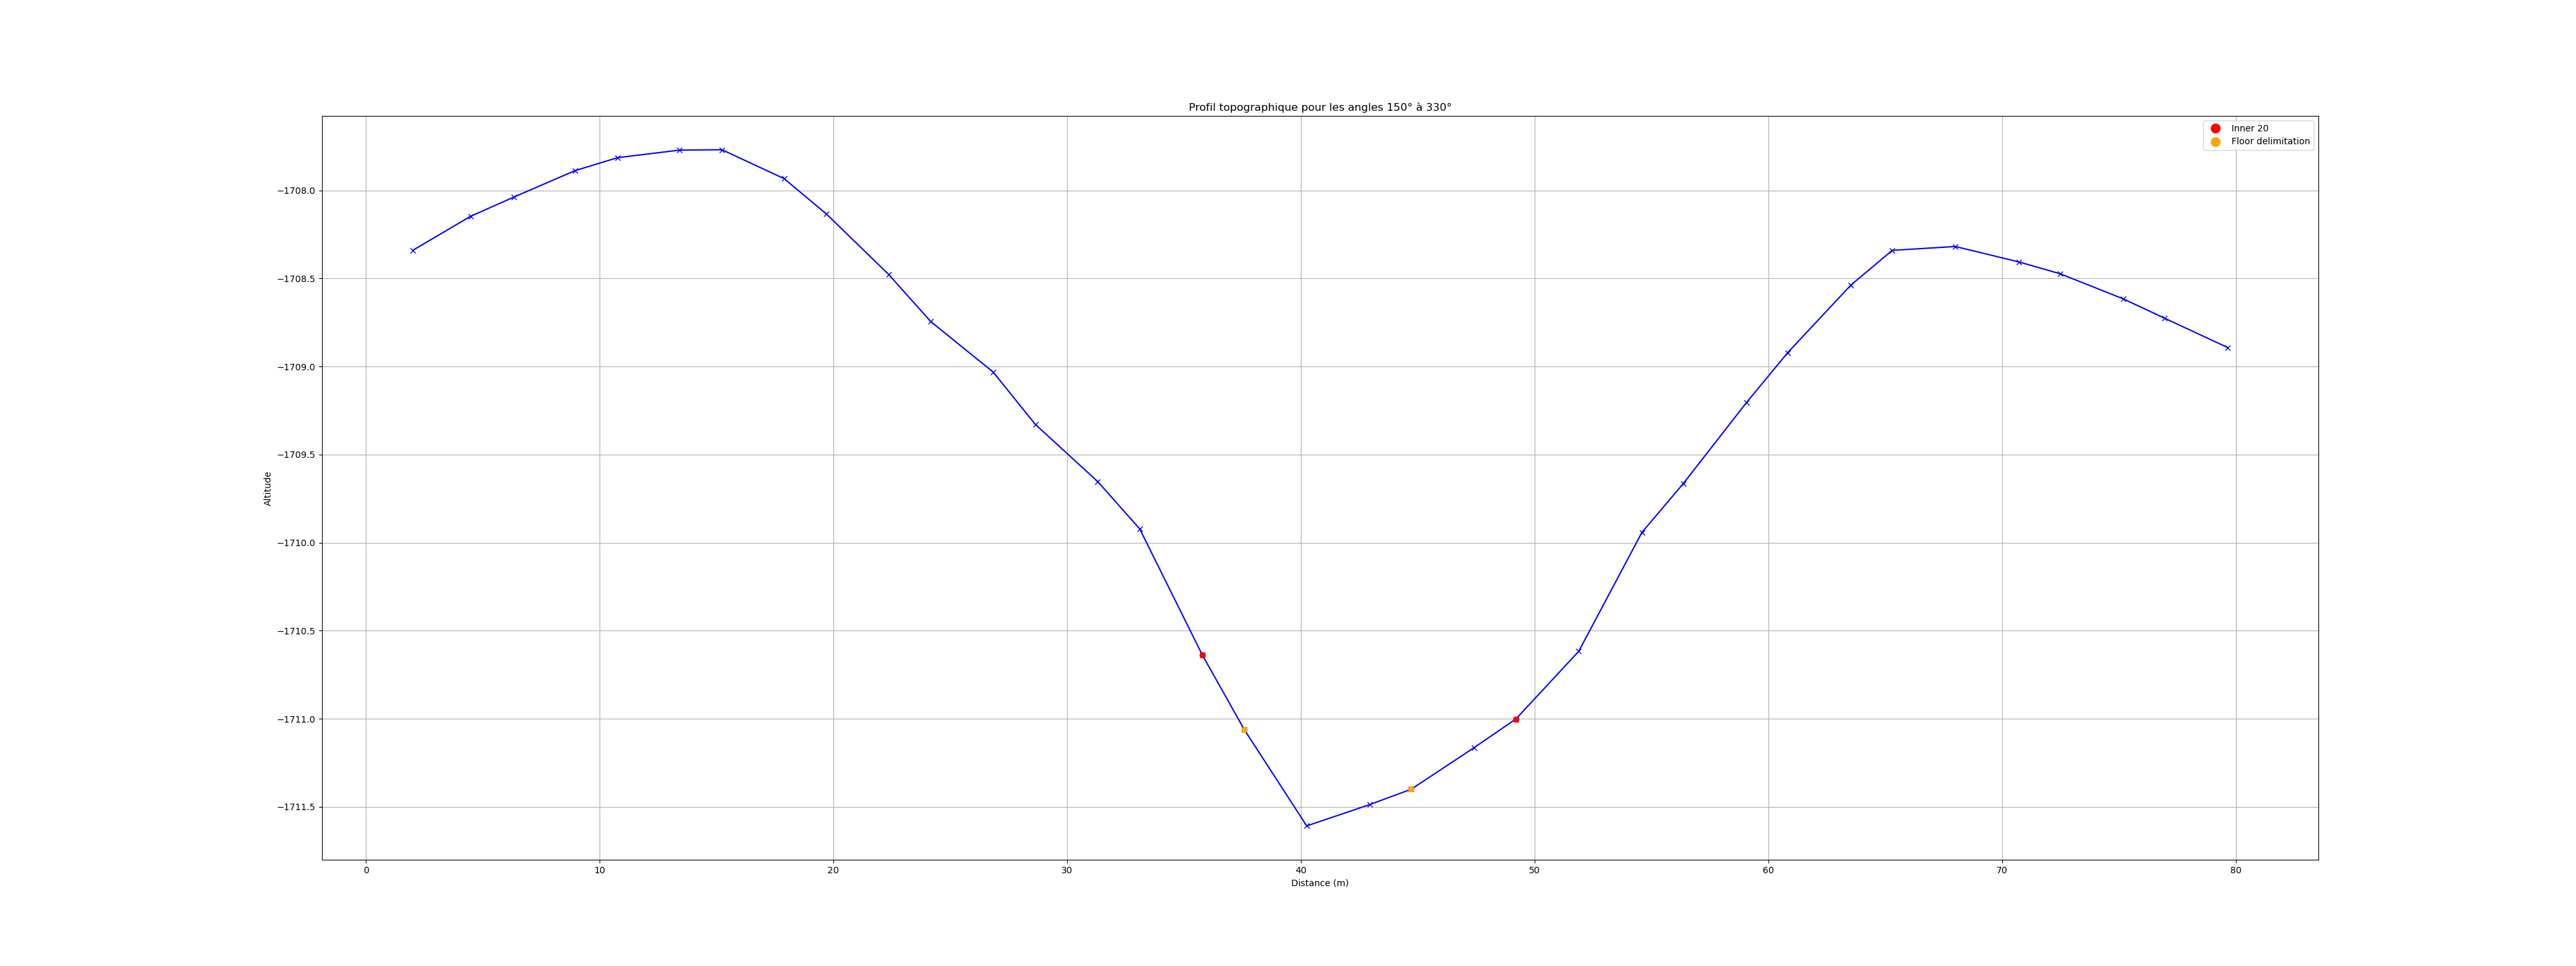 Profil topographique pour les angles 150° à 330°
Inner 20
Floor delimitation
−1708.0
−1708.5
−1709.0
−1709.5
−1710.0
−1710.5
−1711.0
−1711.5
Altitude
0 10 20 30 40 50 60 70 80
Distance (m)